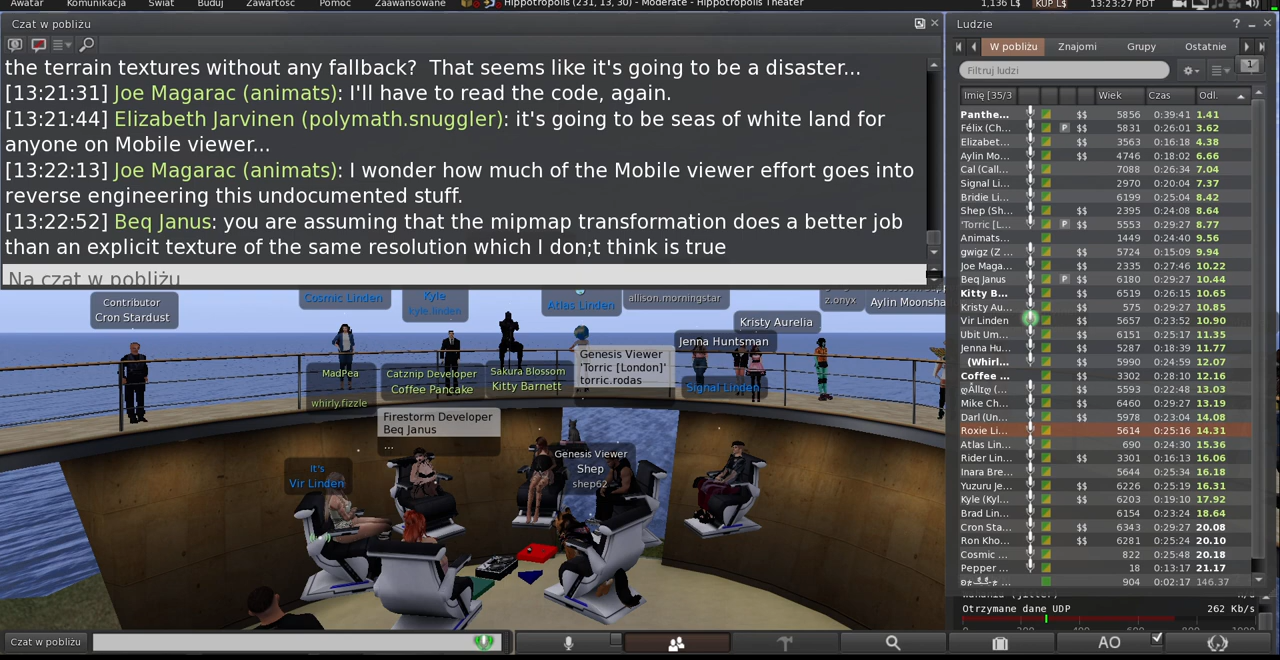 Awatar Komunikacja Świat Buduj Zawartość Pomoc Zaawansowane Hippotropolis (231, 13, 30) - Moderate - Hippotropolis Theater 1,136 L$ KUP L$ 13:23:27 PDT
Czat w pobliżu
the terrain textures without any fallback? That seems like it's going to be a disaster...
[13:21:31] Joe Magarac (animats): I'll have to read the code, again.
[13:21:44] Elizabeth Jarvinen (polymath.snuggler): it's going to be seas of white land for
anyone on Mobile viewer...
[13:22:13] Joe Magarac (animats): I wonder how much of the Mobile viewer effort goes into
reverse engineering this undocumented stuff.
[13:22:52] Beq Janus: you are assuming that the mipmap transformation does a better job
than an explicit texture of the same resolution which I don;t think is true
Na czat w pobliżu
Contributor
Cron Stardust
Cosmic Linden
Kyle
kyle.linden
Atlas Linden
allison.morningstar
z.onyx
Aylin Moonsha
Kristy Aurelia
Jenna Huntsman
Genesis Viewer
'Torric [London]'
torric.rodas
Signal Linden
MadPea
whirly.fizzle
Catznip Developer
Coffee Pancake
Sakura Blossom
Kitty Barnett
Firestorm Developer
Beq Janus
...
Genesis Viewer
Shep
shep62
It's
Vir Linden
Ludzie
W pobliżu Znajomi Grupy Ostatnie
Filtruj ludzi
1
Imię [35/3 Wiek Czas Odl.
Panthe... $$ 5856 0:39:41 1.41
Félix (Ch... P $$ 5831 0:26:01 3.62
Elizabet... $$ 3563 0:16:18 4.38
Aylin Mo... $$ 4746 0:18:02 6.66
Cal (Call... 7088 0:26:34 7.04
Signal Li... 2970 0:20:04 7.37
Bridie Li... 6199 0:25:04 8.42
Shep (Sh... $$ 2395 0:24:08 8.64
'Torric [L... P $$ 5553 0:29:27 8.77
Animats... 1449 0:24:40 9.56
gwigz (Z ... $$ 5724 0:15:09 9.94
Joe Maga... $$ 2335 0:27:46 10.22
Beq Janus P $$ 6180 0:29:27 10.44
Kitty B... $$ 6519 0:26:16 10.65
Kristy Au... $$ 575 0:29:27 10.85
Vir Linden $$ 5657 0:23:52 10.90
Ubit Um... $$ 6151 0:25:17 11.35
Jenna Hu... $$ 5287 0:18:39 11.77
(Whirl... $$ 5990 0:24:59 12.07
Coffee ... $$ 3302 0:28:10 12.16
$$ 5593 0:22:48 13.03
Mike Ch... $$ 6460 0:29:27 13.19
Darl (Un... $$ 5978 0:23:04 14.08
Roxie Li... 5614 0:25:16 14.31
Atlas Lin... 690 0:24:30 15.36
Rider Lin... $$ 3301 0:16:13 16.06
Inara Bre... 5644 0:25:34 16.18
Yuzuru Je... $$ 6226 0:25:19 16.31
Kyle (Kyl... $$ 6203 0:19:10 17.92
Brad Lin... 6154 0:23:24 18.64
Cron Sta... $$ 6343 0:29:27 20.08
Ron Kho... $$ 6281 0:25:24 20.10
Cosmic ... 822 0:25:48 20.18
Pepper ... 18 0:13:17 21.17
904 0:02:17 146.37
Otrzymane dane UDP 262 Kb/s
Czat w pobliżu AO